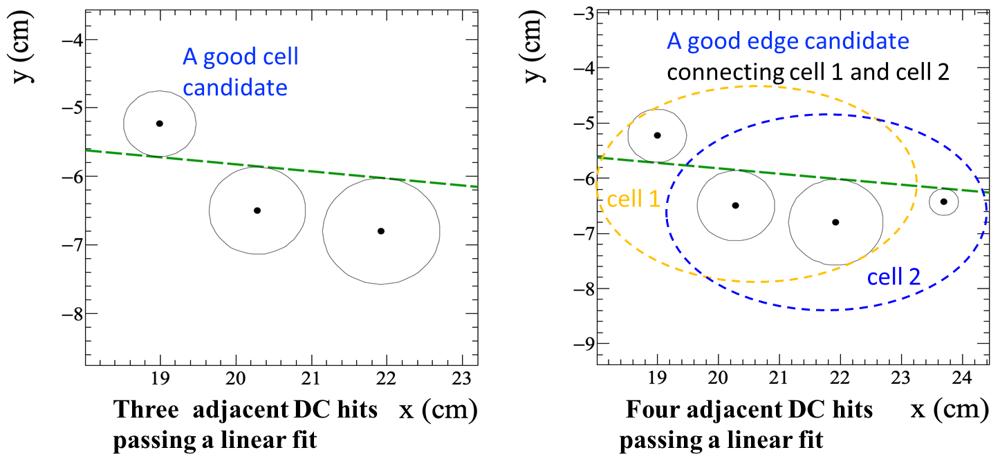 y (cm)
−4
−5
−6
−7
−8
A good cell
candidate
19
20
21
22
23
Three adjacent DC hits
passing a linear fit
x (cm)
y (cm)
−3
−4
−5
−6
−7
−8
−9
A good edge candidate
connecting cell 1 and cell 2
cell 1
cell 2
19
20
21
22
23
24
Four adjacent DC hits
passing a linear fit
x (cm)